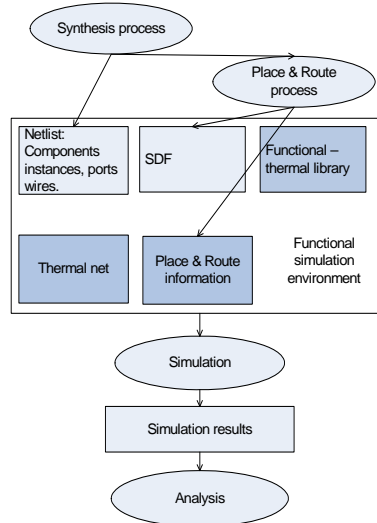 Synthesis process
Place & Route
process
Netlist:
Components
instances, ports
wires.
SDF
Functional –
thermal library
Thermal net
Place & Route
information
Functional
simulation
environment
Simulation
Simulation results
Analysis